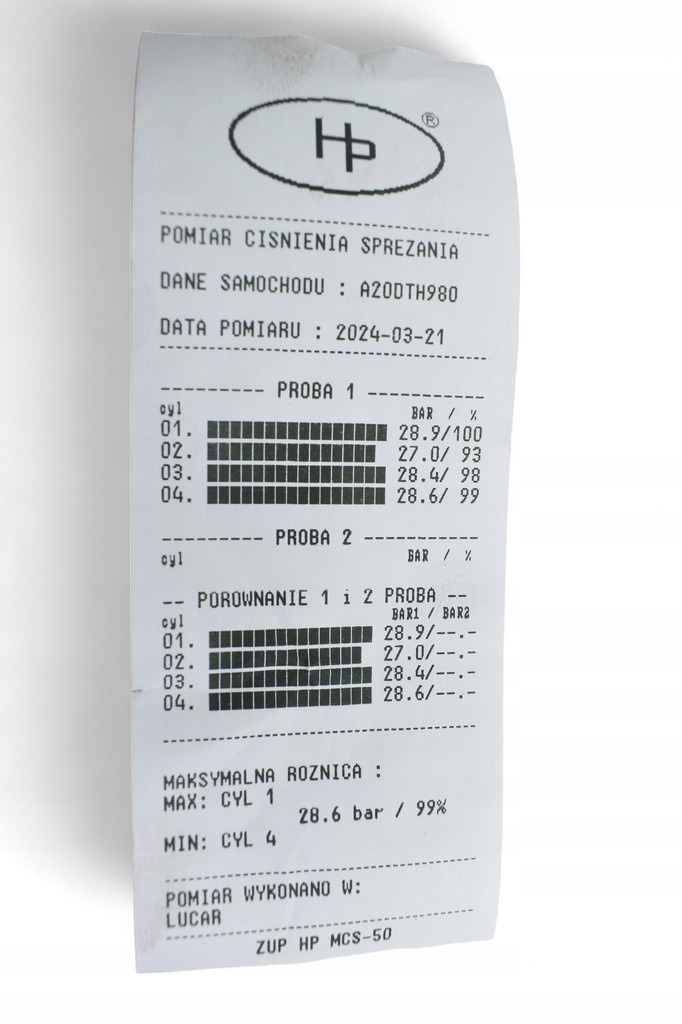 HP ®
POMIAR CISNIENIA SPREZANIA
DANE SAMOCHODU : A20DTH980
DATA POMIARU : 2024-03-21
--------- PROBA 1 ------------
cyl BAR / %
01. 28.9/100
02. 27.0/ 93
03. 28.4/ 98
04. 28.6/ 99
--------- PROBA 2 ------------
cyl BAR / %
-- POROWNANIE 1 i 2 PROBA --
cyl BAR1 / BAR2
01. 28.9/--.-
02. 27.0/--.-
03. 28.4/--.-
04. 28.6/--.-
MAKSYMALNA ROZNICA :
MAX: CYL 1
28.6 bar / 99%
MIN: CYL 4
POMIAR WYKONANO W:
LUCAR
ZUP HP MCS-50